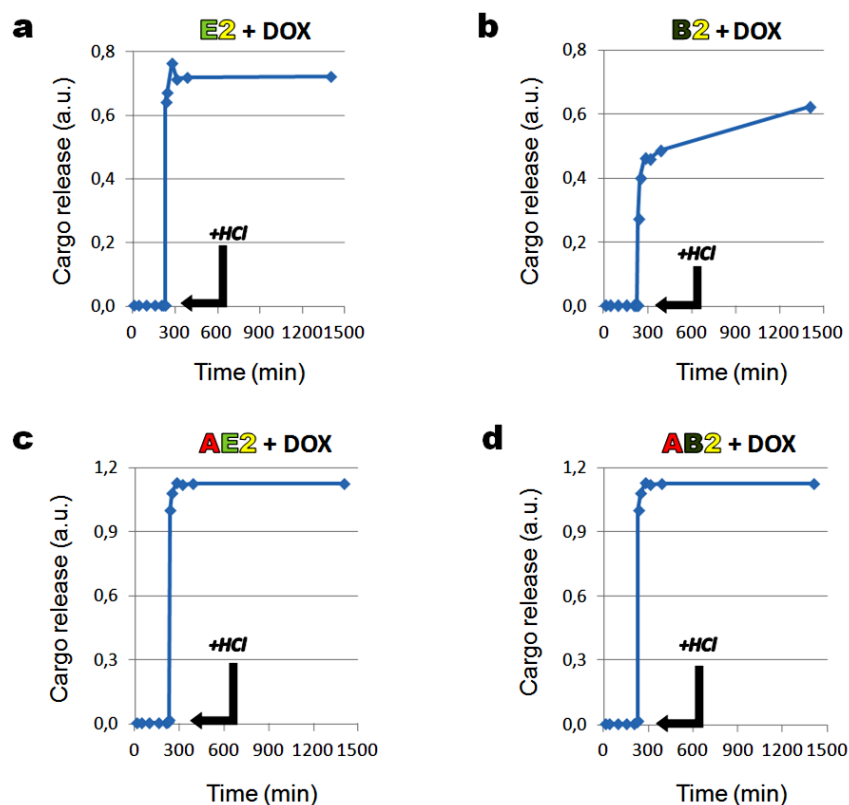 a
E2 + DOX
Cargo release (a.u.)
0,8
0,6
0,4
0,2
0,0
+HCl
0 300 600 900 1200 1500
Time (min)
b
B2 + DOX
Cargo release (a.u.)
0,8
0,6
0,4
0,2
0,0
+HCl
0 300 600 900 1200 1500
Time (min)
c
AE2 + DOX
Cargo release (a.u.)
1,2
0,9
0,6
0,3
0,0
+HCl
0 300 600 900 1200 1500
Time (min)
d
AB2 + DOX
Cargo release (a.u.)
1,2
0,9
0,6
0,3
0,0
+HCl
0 300 600 900 1200 1500
Time (min)